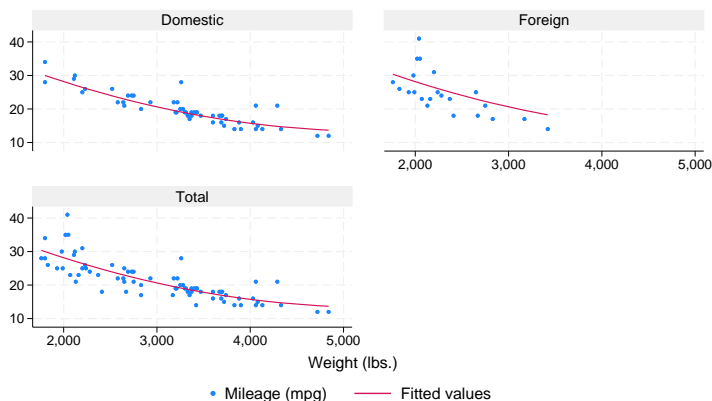 Domestic
Foreign
40
30
20
10
2,000 3,000 4,000 5,000
Total
40
30
20
10
2,000 3,000 4,000 5,000
Weight (lbs.)
Mileage (mpg) Fitted values